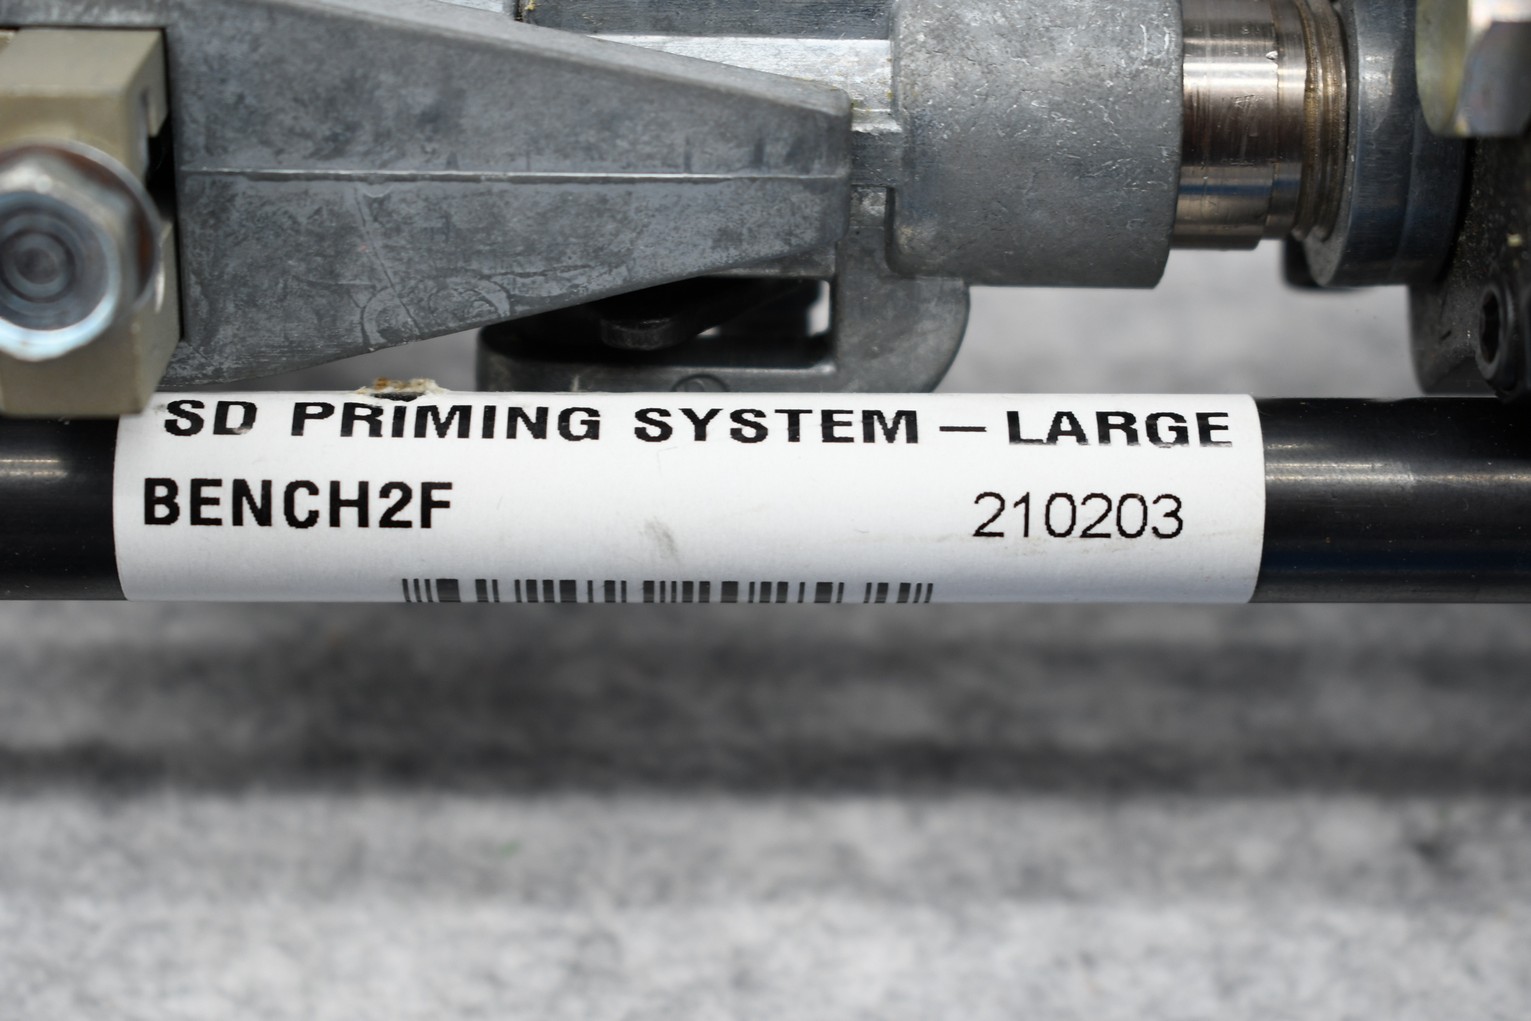 SD PRIMING SYSTEM – LARGE
BENCH2F 210203